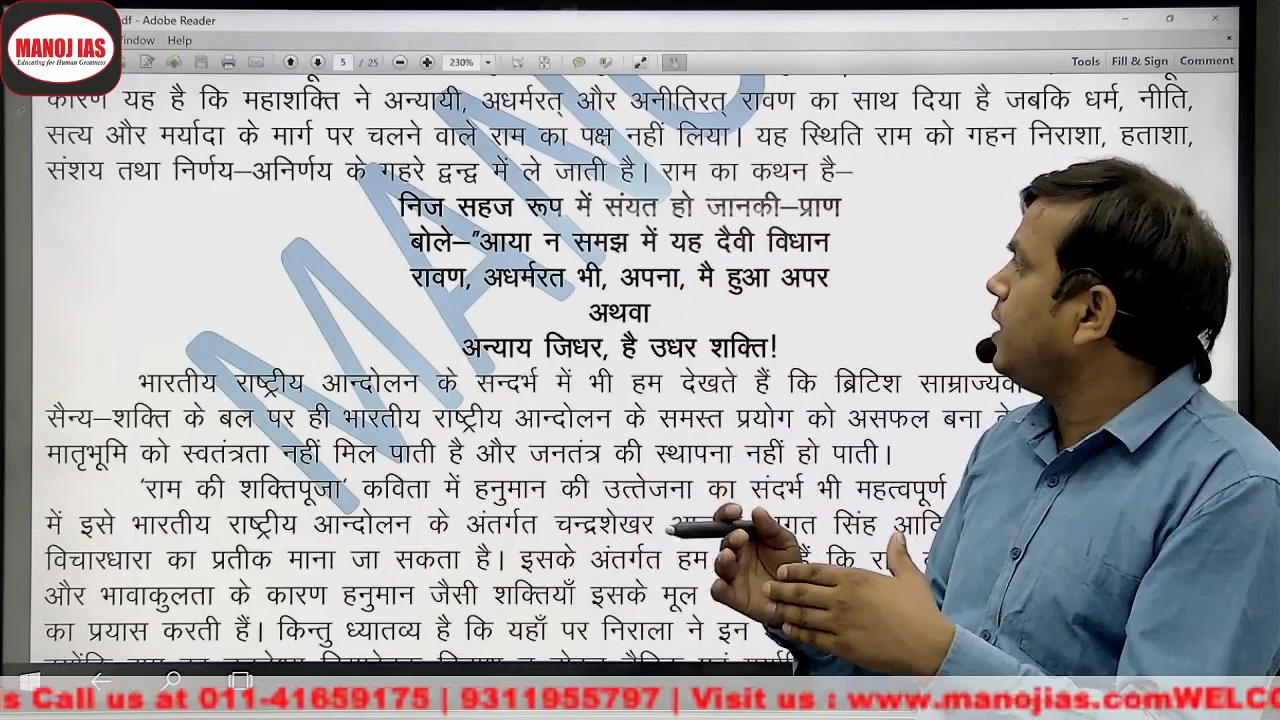 MANOJ IAS
Educating for Human Greatness
df - Adobe Reader
indow Help
5 / 25
230%
Tools Fill & Sign Comment
कारण यह है कि महाशक्ति ने अन्यायी, अधर्मरत् और अनीतिरत् रावण का साथ दिया है जबकि धर्म, नीति,
सत्य और मर्यादा के मार्ग पर चलने वाले राम का पक्ष नहीं लिया। यह स्थिति राम को गहन निराशा, हताशा,
संशय तथा निर्णय–अनिर्णय के गहरे द्वन्द्व में ले जाती है। राम का कथन है–
निज सहज रूप में संयत हो जानकी–प्राण
बोले–"आया न समझ में यह दैवी विधान
रावण, अधर्मरत भी, अपना, मै हुआ अपर
अथवा
अन्याय जिधर, है उधर शक्ति!
भारतीय राष्ट्रीय आन्दोलन के सन्दर्भ में भी हम देखते हैं कि ब्रिटिश
सैन्य–शक्ति के बल पर ही भारतीय राष्ट्रीय आन्दोलन के समस्त प्रयोग को असफल बना
मातृभूमि को स्वतंत्रता नहीं मिल पाती है और जनतंत्र की स्थापना नहीं हो पाती।
'राम की शक्तिपूजा' कविता में हनुमान की उत्तेजना का संदर्भ भी महत्वपूर्ण
में इसे भारतीय राष्ट्रीय आन्दोलन के अंतर्गत चन्द्रशेखर सिंह
विचारधारा का प्रतीक माना जा सकता है। इसके अंतर्गत हम कि
और भावाकुलता के कारण हनुमान जैसी शक्तियाँ इसके मूल
का प्रयास करती हैं। किन्तु ध्यातव्य है कि यहाँ पर निराला ने इन
s Call us at 011-41659175 | 9311955797 | Visit us : www.manojias.comWELCO